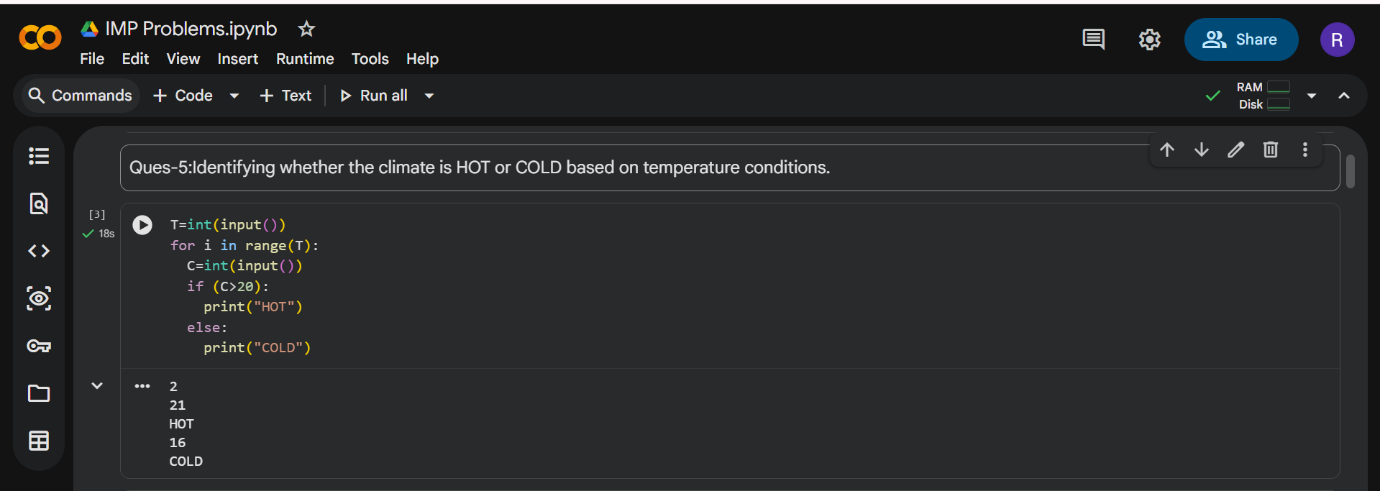 IMP Problems.ipynb
File Edit View Insert Runtime Tools Help
Share
R
Commands + Code + Text Run all
RAM
Disk
Ques-5:Identifying whether the climate is HOT or COLD based on temperature conditions.
[3]
18s
T=int(input())
for i in range(T):
  C=int(input())
  if (C>20):
    print("HOT")
  else:
    print("COLD")
2
21
HOT
16
COLD